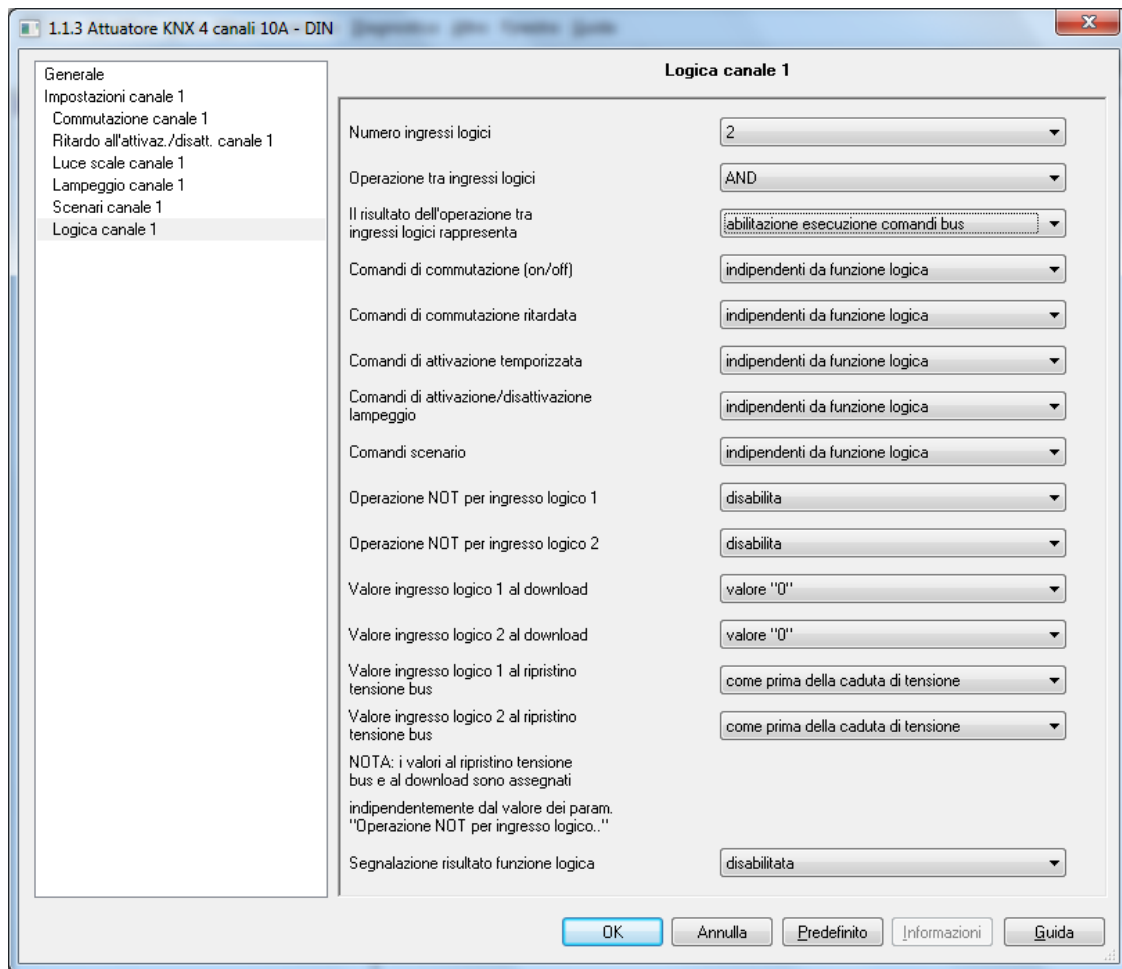 1.1.3 Attuatore KNX 4 canali 10A - DIN
Generale
Impostazioni canale 1
Commutazione canale 1
Ritardo all'attivaz./disatt. canale 1
Luce scale canale 1
Lampeggio canale 1
Scenari canale 1
Logica canale 1
Logica canale 1
Numero ingressi logici
2
Operazione tra ingressi logici
AND
Il risultato dell'operazione tra
ingressi logici rappresenta
abilitazione esecuzione comandi bus
Comandi di commutazione (on/off)
indipendenti da funzione logica
Comandi di commutazione ritardata
indipendenti da funzione logica
Comandi di attivazione temporizzata
indipendenti da funzione logica
Comandi di attivazione/disattivazione
lampeggio
indipendenti da funzione logica
Comandi scenario
indipendenti da funzione logica
Operazione NOT per ingresso logico 1
disabilita
Operazione NOT per ingresso logico 2
disabilita
Valore ingresso logico 1 al download
valore "0"
Valore ingresso logico 2 al download
valore "0"
Valore ingresso logico 1 al ripristino
tensione bus
come prima della caduta di tensione
Valore ingresso logico 2 al ripristino
tensione bus
come prima della caduta di tensione
NOTA: i valori al ripristino tensione
bus e al download sono assegnati
indipendentemente dal valore dei param.
"Operazione NOT per ingresso logico.."
Segnalazione risultato funzione logica
disabilitata
OK
Annulla
Predefinito
Informazioni
Guida